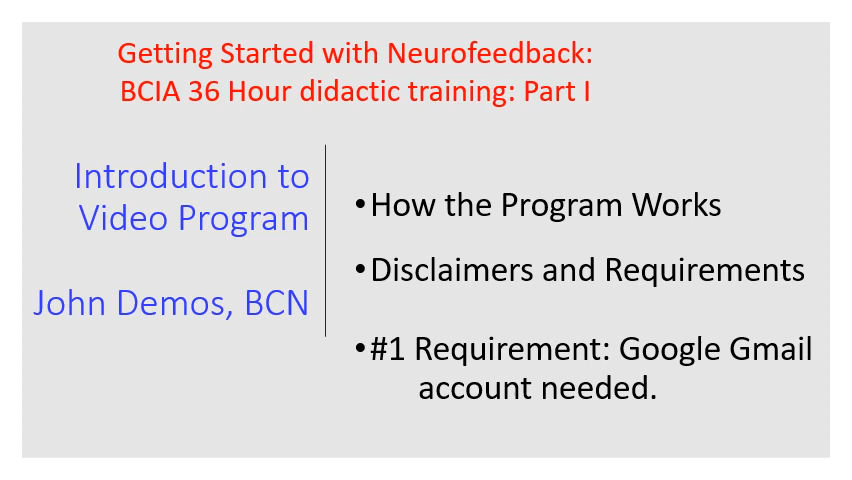 Getting Started with Neurofeedback:
BCIA 36 Hour didactic training: Part I
Introduction to
Video Program
John Demos, BCN
•How the Program Works
•Disclaimers and Requirements
•#1 Requirement: Google Gmail
account needed.